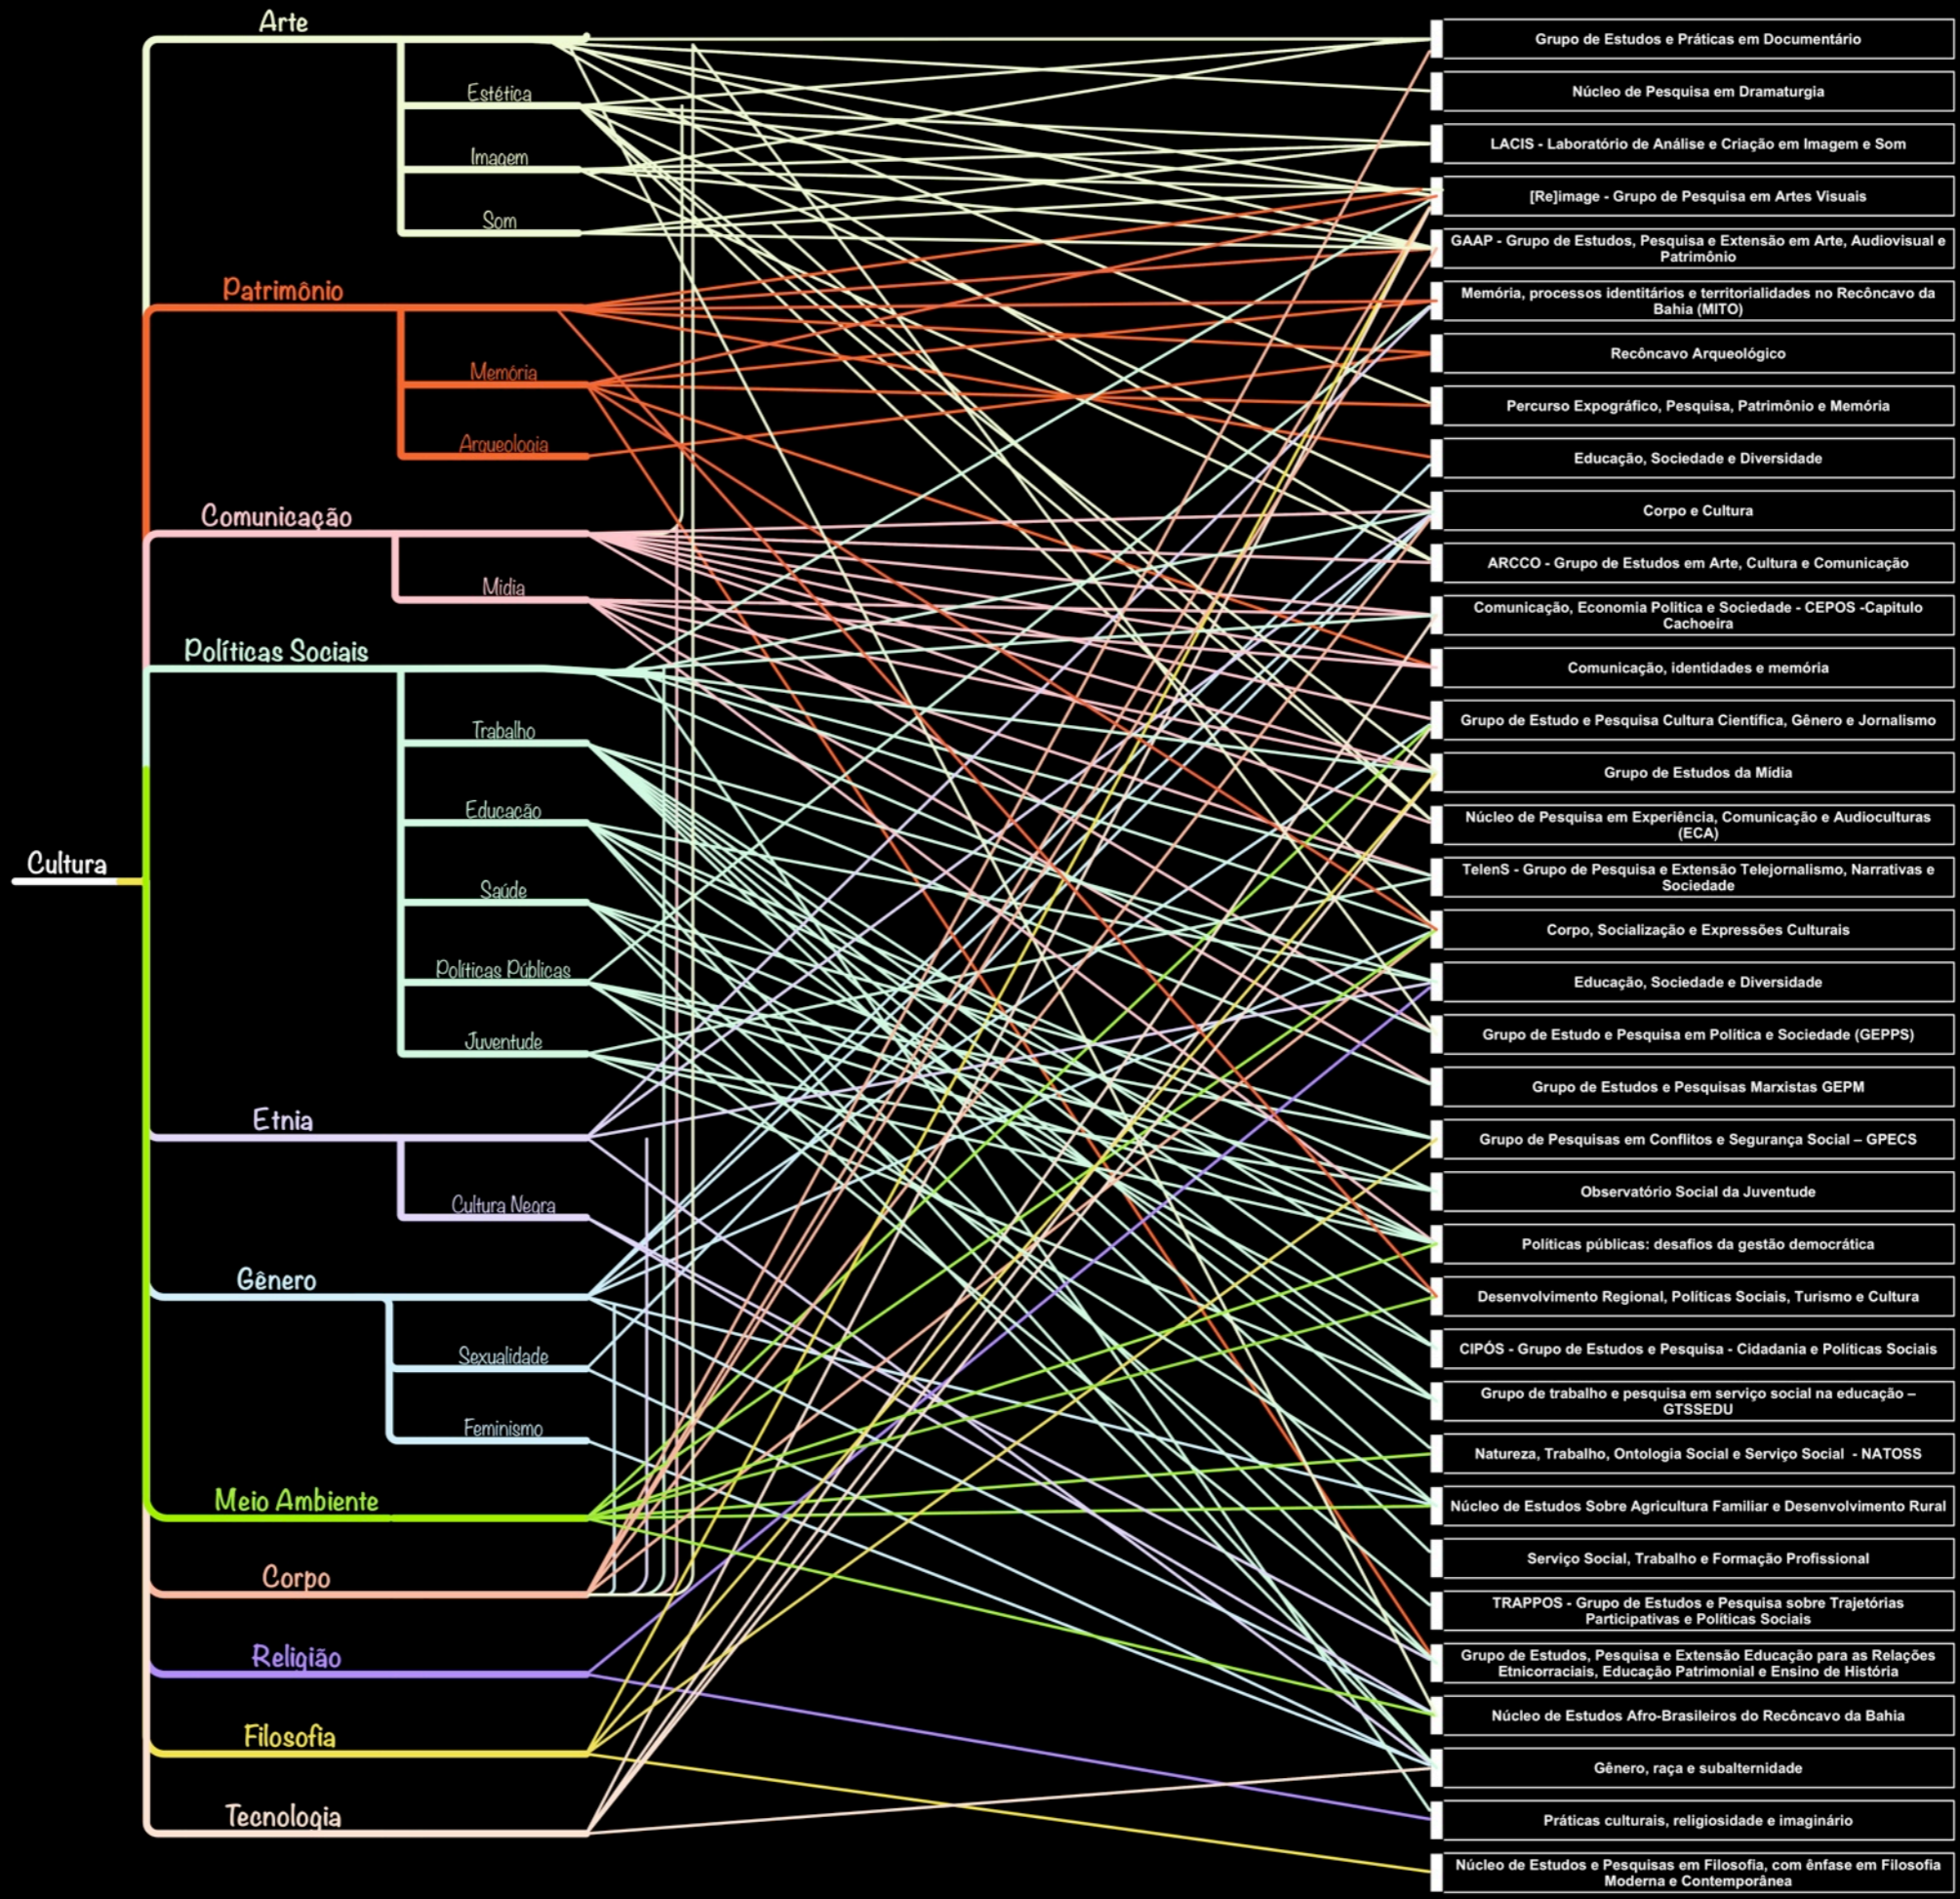 Arte
Estética
Imagem
Som
Patrimônio
Memória
Arqueologia
Comunicação
Mídia
Políticas Sociais
Trabalho
Educação
Saúde
Políticas Públicas
Juventude
Cultura
Etnia
Cultura Negra
Gênero
Sexualidade
Feminismo
Meio Ambiente
Corpo
Religião
Filosofia
Tecnologia
Grupo de Estudos e Práticas em Documentário
Núcleo de Pesquisa em Dramaturgia
LACIS - Laboratório de Análise e Criação em Imagem e Som
[Re]image - Grupo de Pesquisa em Artes Visuais
GAAP - Grupo de Estudos, Pesquisa e Extensão em Arte, Audiovisual e
Patrimônio
Memória, processos identitários e territorialidades no Recôncavo da
Bahia (MITO)
Recôncavo Arqueológico
Percurso Expográfico, Pesquisa, Patrimônio e Memória
Educação, Sociedade e Diversidade
Corpo e Cultura
ARCCO - Grupo de Estudos em Arte, Cultura e Comunicação
Comunicação, Economia Politica e Sociedade - CEPOS -Capitulo
Cachoeira
Comunicação, identidades e memória
Grupo de Estudo e Pesquisa Cultura Científica, Gênero e Jornalismo
Grupo de Estudos da Mídia
Núcleo de Pesquisa em Experiência, Comunicação e Audioculturas
(ECA)
TelenS - Grupo de Pesquisa e Extensão Telejornalismo, Narrativas e
Sociedade
Corpo, Socialização e Expressões Culturais
Educação, Sociedade e Diversidade
Grupo de Estudo e Pesquisa em Política e Sociedade (GEPPS)
Grupo de Estudos e Pesquisas Marxistas GEPM
Grupo de Pesquisas em Conflitos e Segurança Social – GPECS
Observatório Social da Juventude
Políticas públicas: desafios da gestão democrática
Desenvolvimento Regional, Políticas Sociais, Turismo e Cultura
CIPÓS - Grupo de Estudos e Pesquisa - Cidadania e Políticas Sociais
Grupo de trabalho e pesquisa em serviço social na educação –
GTSSEDU
Natureza, Trabalho, Ontologia Social e Serviço Social - NATOSS
Núcleo de Estudos Sobre Agricultura Familiar e Desenvolvimento Rural
Serviço Social, Trabalho e Formação Profissional
TRAPPOS - Grupo de Estudos e Pesquisa sobre Trajetórias
Participativas e Políticas Sociais
Grupo de Estudos, Pesquisa e Extensão Educação para as Relações
Etnicorraciais, Educação Patrimonial e Ensino de História
Núcleo de Estudos Afro-Brasileiros do Recôncavo da Bahia
Gênero, raça e subalternidade
Práticas culturais, religiosidade e imaginário
Núcleo de Estudos e Pesquisas em Filosofia, com ênfase em Filosofia
Moderna e Contemporânea